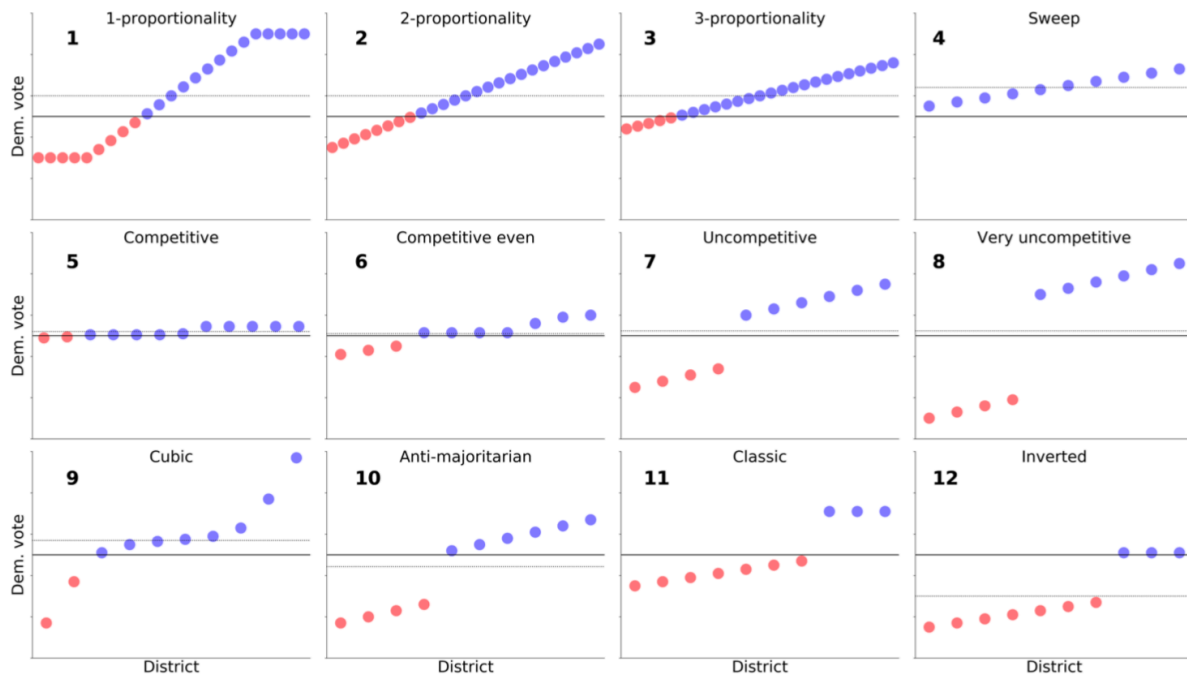 1-proportionality
2-proportionality
3-proportionality
Sweep
1
2
3
4
Dem. vote
Competitive
Competitive even
Uncompetitive
Very uncompetitive
5
6
7
8
Dem. vote
Cubic
Anti-majoritarian
Classic
Inverted
9
10
11
12
Dem. vote
District
District
District
District